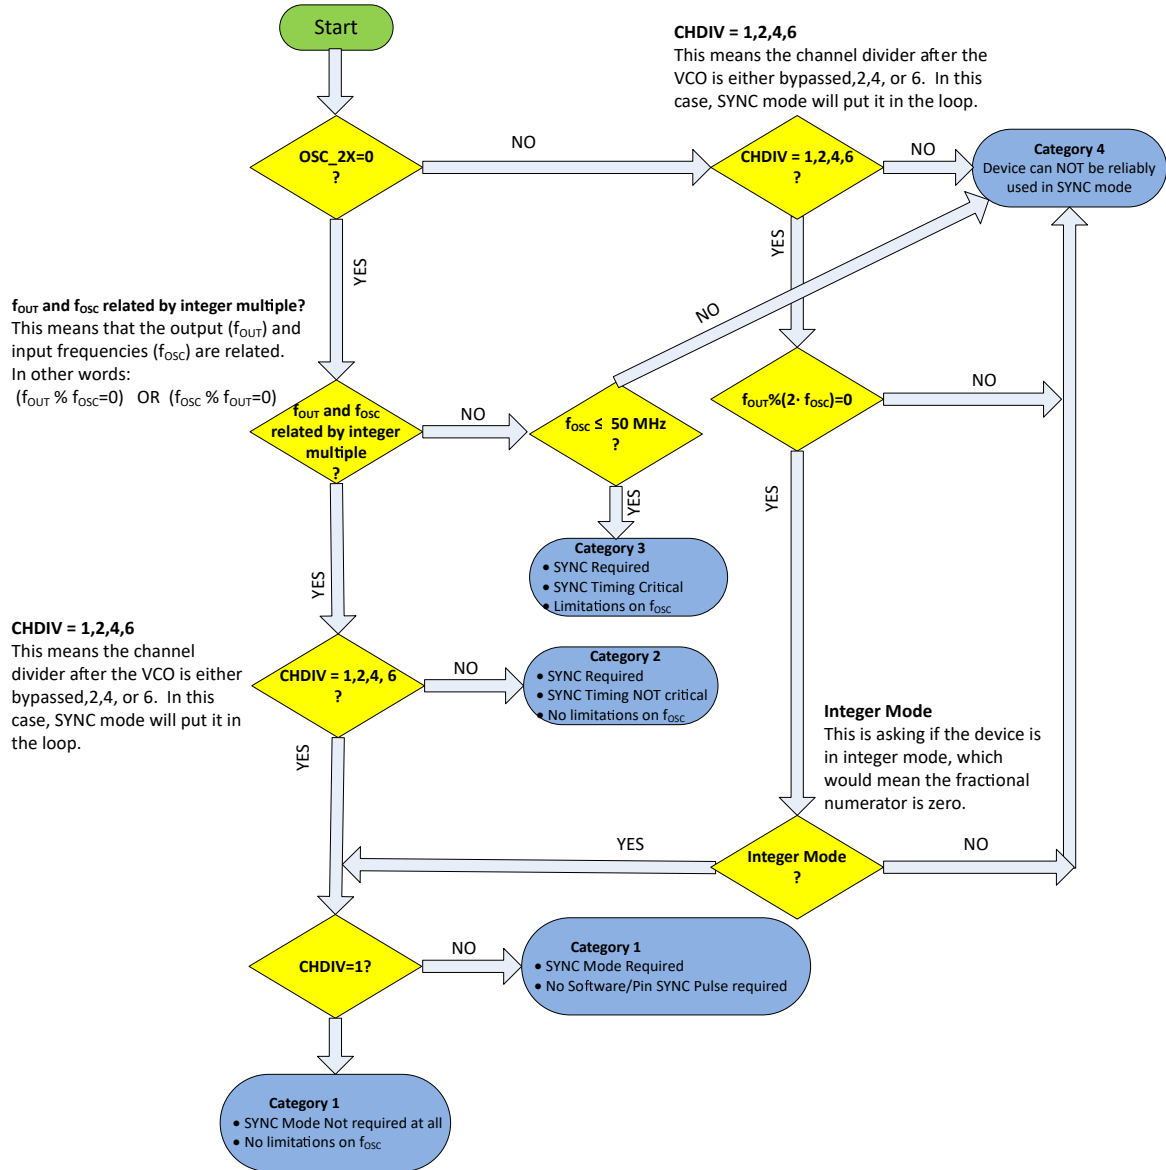 Start
CHDIV = 1,2,4,6
This means the channel divider after the
VCO is either bypassed,2,4, or 6.  In this
case, SYNC mode will put it in the loop.
OSC_2X=0
?
NO
CHDIV = 1,2,4,6
?
NO
Category 4
Device can NOT be reliably
used in SYNC mode
YES
YES
fOUT and fOSC related by integer multiple?
This means that the output (fOUT) and
input frequencies (fOSC) are related.
In other words:
(fOUT % fOSC=0)   OR  (fOSC % fOUT=0)
NO
fOUT and fOSC
related by integer
multiple
?
NO
fOSC ≤  50 MHz
?
fOUT%(2· fOSC)=0
NO
YES
YES
YES
Category 3
• SYNC Required
• SYNC Timing Critical
• Limitations on fOSC
CHDIV = 1,2,4,6
This means the channel
divider after the VCO is either
bypassed,2,4, or 6.  In this
case, SYNC mode will put it in
the loop.
CHDIV = 1,2,4, 6
?
NO
Category 2
• SYNC Required
• SYNC Timing NOT critical
• No limitations on fOSC
YES
Integer Mode
This is asking if the device is
in integer mode, which
would mean the fractional
numerator is zero.
YES
Integer Mode
?
NO
CHDIV=1?
NO
Category 1
• SYNC Mode Required
• No Software/Pin SYNC Pulse required
Category 1
• SYNC Mode Not required at all
• No limitations on fOSC